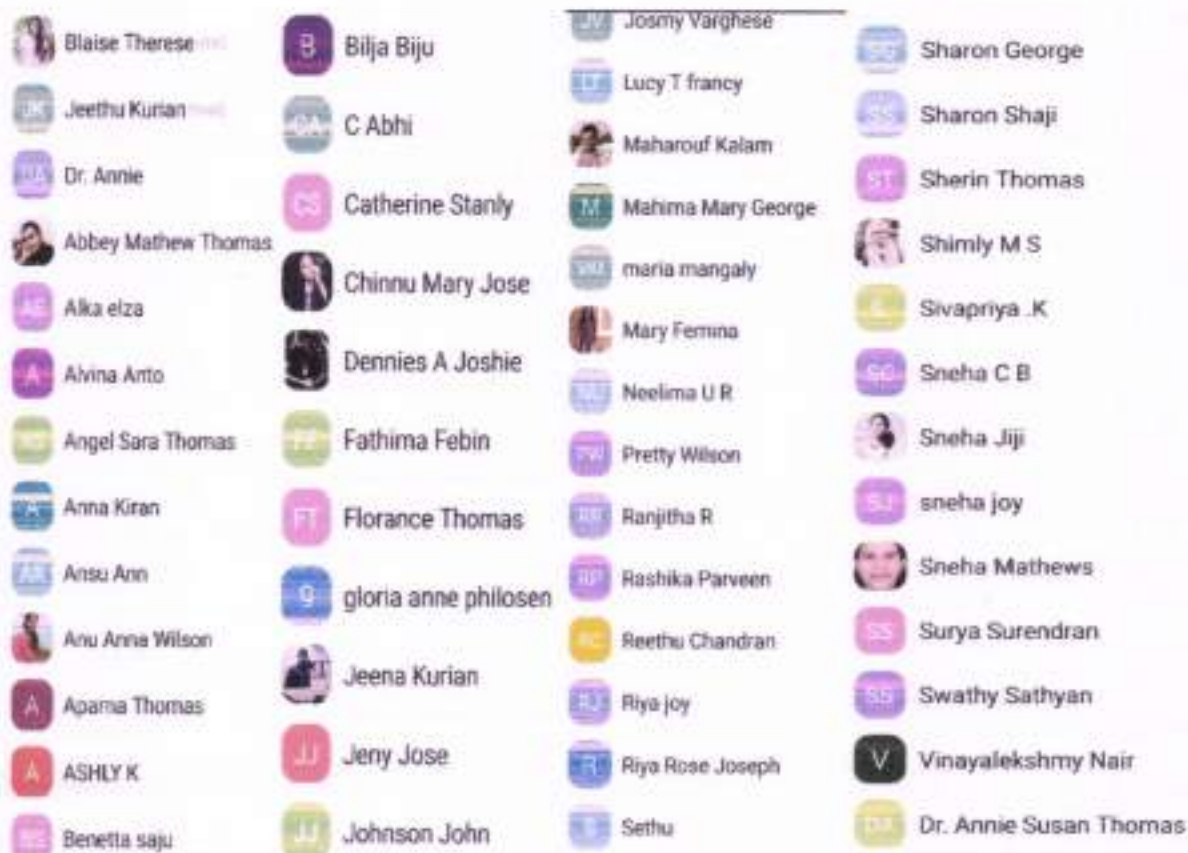 Blaise Therese
Jeethu Kurian
Dr. Annie
Abbey Mathew Thomas
Alka elza
Alvina Anto
Angel Sara Thomas
Anna Kiran
Ansu Ann
Anu Anna Wilson
Aparna Thomas
ASHLY K
Benetta saju
Bilja Biju
C Abhi
Catherine Stanly
Chinnu Mary Jose
Dennies A Joshie
Fathima Febin
Florance Thomas
gloria anne philosen
Jeena Kurian
Jeny Jose
Johnson John
Josmy Varghese
Lucy T francy
Maharouf Kalam
Mahima Mary George
maria mangaly
Mary Femina
Neelima U R
Pretty Wilson
Ranjitha R
Rashika Parveen
Reethu Chandran
Riya joy
Riya Rose Joseph
Sethu
Sharon George
Sharon Shaji
Sherin Thomas
Shimly M S
Sivapriya .K
Sneha C B
Sneha Jiji
sneha joy
Sneha Mathews
Surya Surendran
Swathy Sathyan
Vinayalekshmy Nair
Dr. Annie Susan Thomas